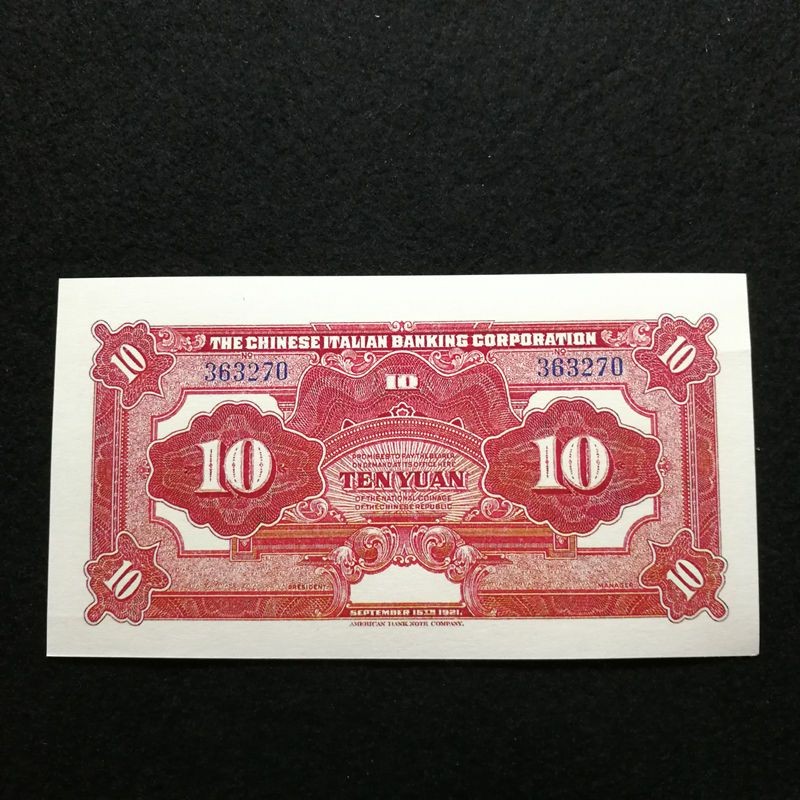 THE CHINESE ITALIAN BANKING CORPORATION
NO NO
363270 363270
10 10 10
10 10
PROMISES TO PAY THE BEARER
ON DEMAND AT ITS OFFICE HERE
TEN YUAN
OF THE NATIONAL COINAGE
OF THE CHINESE REPUBLIC
10 10
PRESIDENT MANAGER
SEPTEMBER 15TH 1921.
AMERICAN BANK NOTE COMPANY.